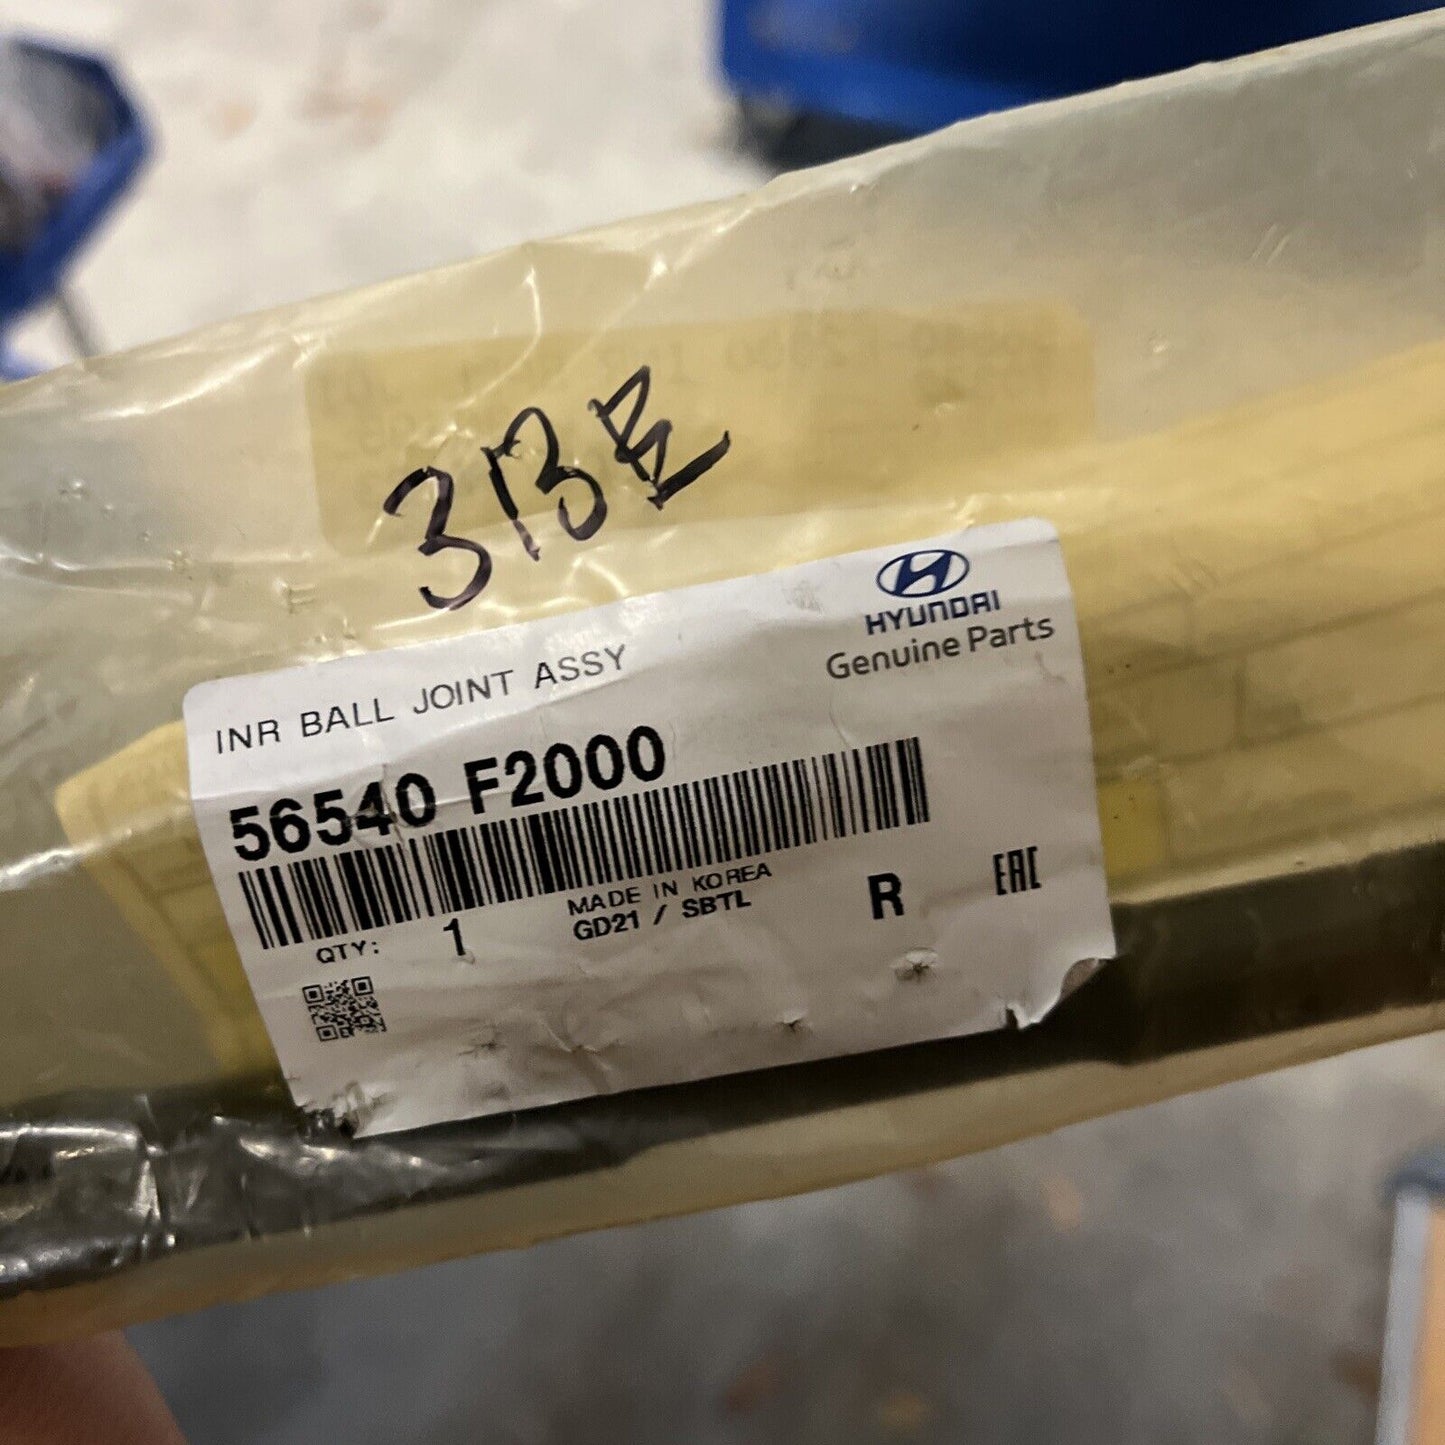 313E
HYUNDAI
Genuine Parts
INR BALL JOINT ASSY
56540 F2000
MADE IN KOREA
QTY: 1 GD21 / SBTL R EAC